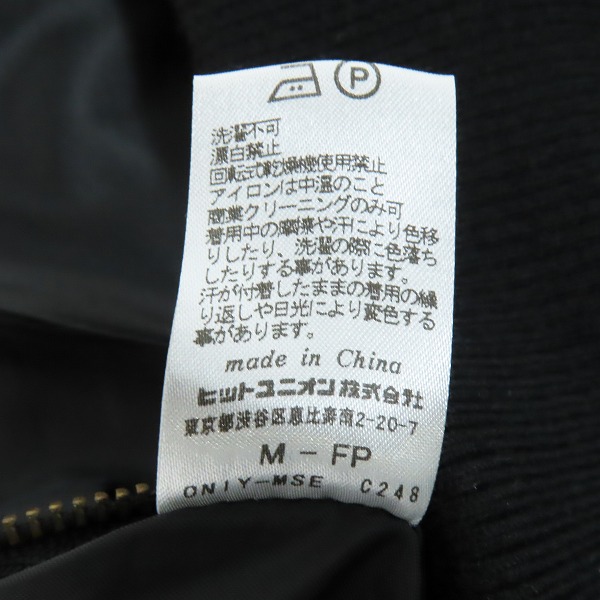 P
洗濯不可
漂白禁止
回転式乾燥機使用禁止
アイロンは中温のこと
商業クリーニングのみ可
着用中の摩擦や汗により色移
りしたり、洗濯の際に色落ち
したりする事があります。
汗が付着したままの着用の繰
り返しや日光により変色する
事があります。
made in China
ヒットユニオン株式会社
東京都渋谷区恵比寿南2-20-7
M-FP
ONIY-MSE C248